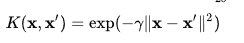 K(x, x′) = exp(−γ‖x − x′‖²)